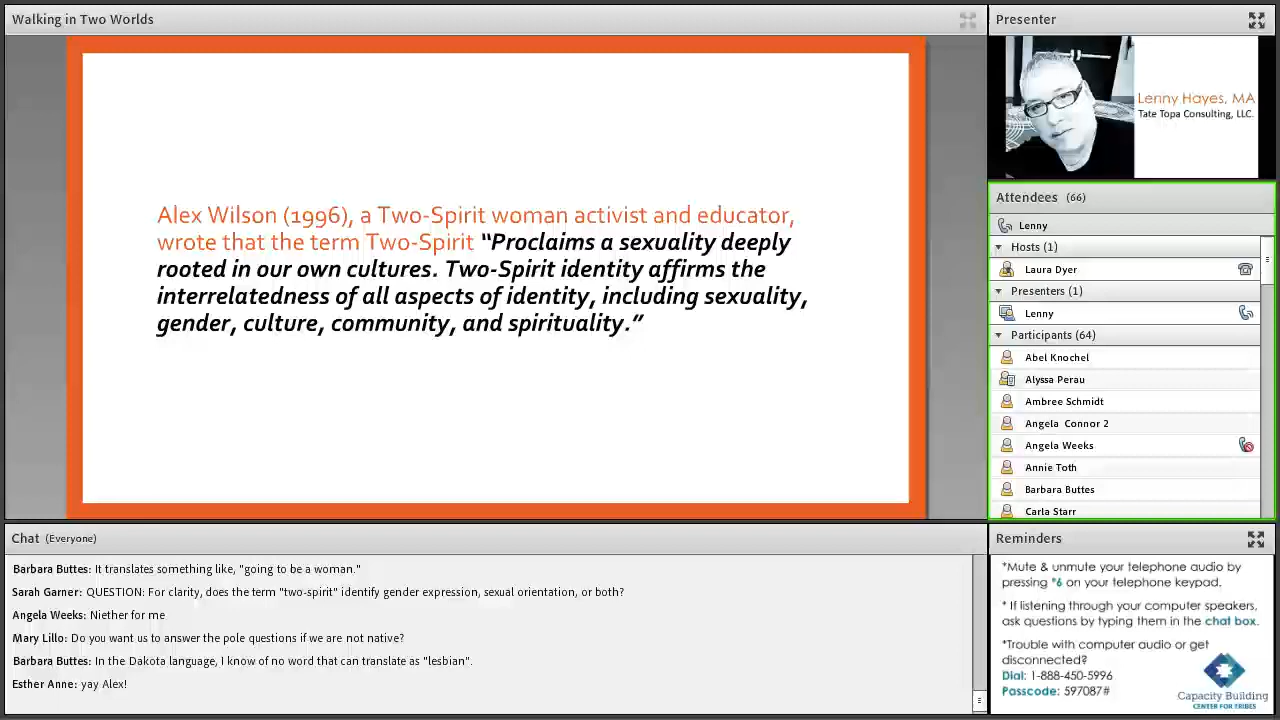 Walking in Two Worlds
Alex Wilson (1996), a Two-Spirit woman activist and educator,
wrote that the term Two-Spirit “Proclaims a sexuality deeply
rooted in our own cultures. Two-Spirit identity affirms the
interrelatedness of all aspects of identity, including sexuality,
gender, culture, community, and spirituality.”
Presenter
Lenny Hayes, MA
Tate Topa Consulting, LLC.
Attendees (66)
Lenny
Hosts (1)
Laura Dyer
Presenters (1)
Lenny
Participants (64)
Abel Knochel
Alyssa Perau
Ambree Schmidt
Angela Connor 2
Angela Weeks
Annie Toth
Barbara Buttes
Carla Starr
Chat (Everyone)
Barbara Buttes: It translates something like, "going to be a woman."
Sarah Garner: QUESTION: For clarity, does the term "two-spirit" identify gender expression, sexual orientation, or both?
Angela Weeks: Niether for me
Mary Lillo: Do you want us to answer the pole questions if we are not native?
Barbara Buttes: In the Dakota language, I know of no word that can translate as "lesbian".
Esther Anne: yay Alex!
Reminders
*Mute & unmute your telephone audio by
pressing *6 on your telephone keypad.
* If listening through your computer speakers,
ask questions by typing them in the chat box.
*Trouble with computer audio or get
disconnected?
Dial: 1-888-450-5996
Passcode: 597087#
Capacity Building
CENTER FOR TRIBES